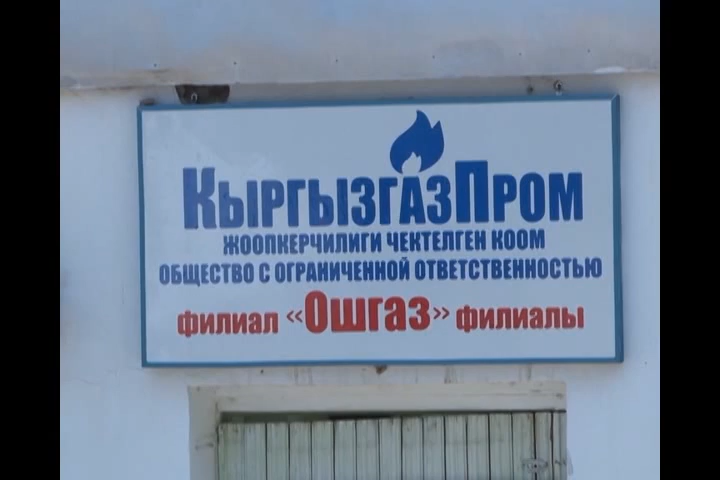 КЫРГЫЗГАЗПРОМ
ЖООПКЕРЧИЛИГИ ЧЕКТЕЛГЕН КООМ
ОБЩЕСТВО С ОГРАНИЧЕННОЙ ОТВЕТСТВЕННОСТЬЮ
филиал «Ошгаз» филиалы